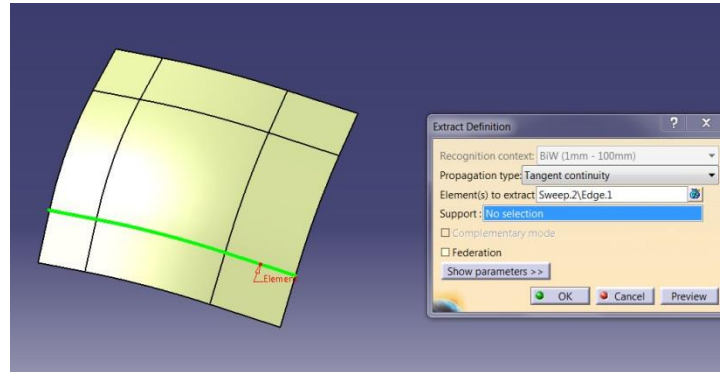 Extract Definition
? X
Recognition context: BiW (1mm - 100mm)
Propagation type: Tangent continuity
Element(s) to extract Sweep.2\Edge.1
Support : No selection
Complementary mode
Federation
Show parameters >>
OK Cancel Preview
Element